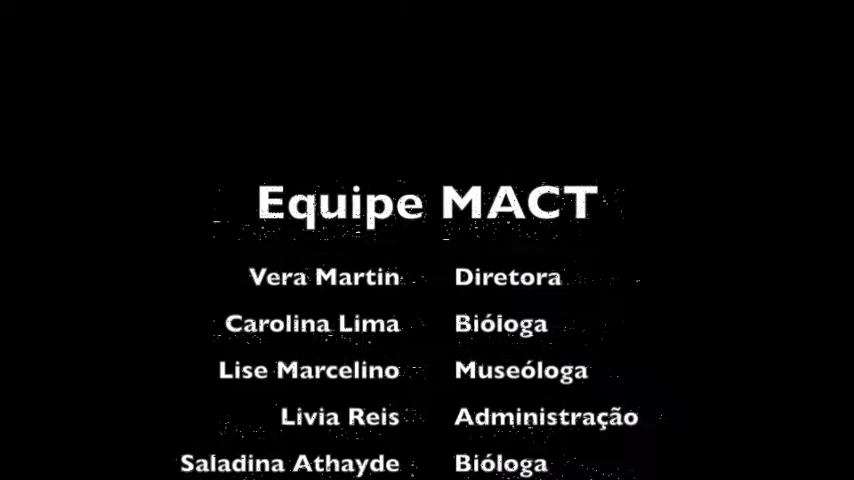 Equipe MACT
Vera Martin Diretora
Carolina Lima Bióloga
Lise Marcelino Museóloga
Livia Reis Administração
Saladina Athayde Bióloga